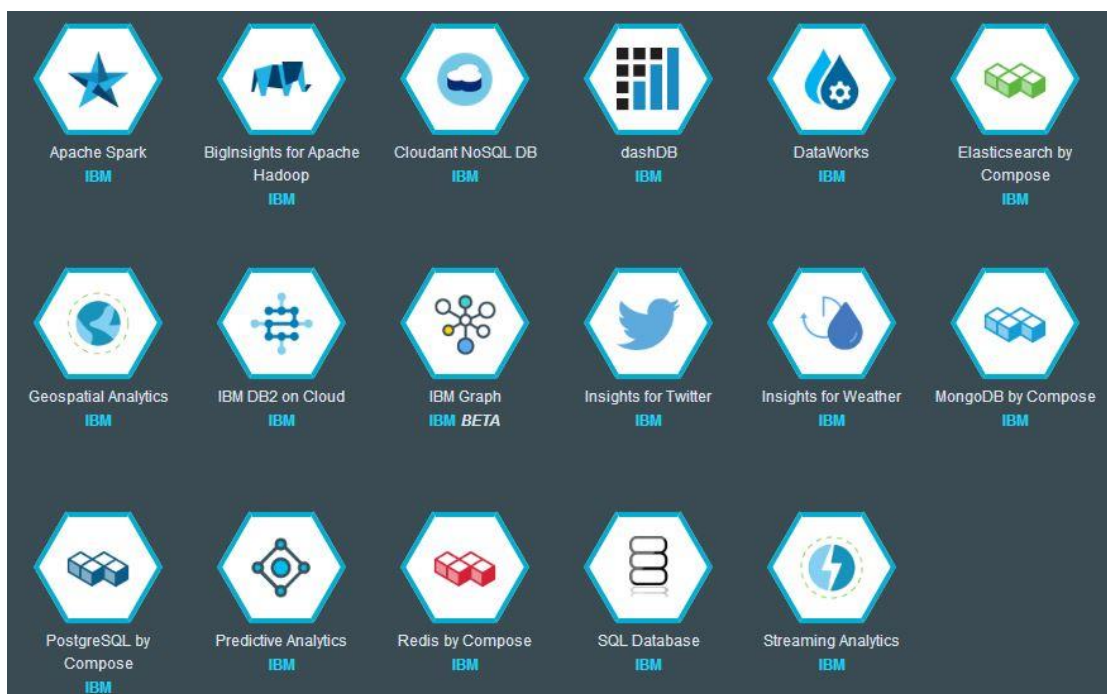 Apache Spark
IBM
BigInsights for Apache
Hadoop
IBM
Cloudant NoSQL DB
IBM
dashDB
IBM
DataWorks
IBM
Elasticsearch by
Compose
IBM
Geospatial Analytics
IBM
IBM DB2 on Cloud
IBM
IBM Graph
IBM BETA
Insights for Twitter
IBM
Insights for Weather
IBM
MongoDB by Compose
IBM
PostgreSQL by
Compose
IBM
Predictive Analytics
IBM
Redis by Compose
IBM
SQL Database
IBM
Streaming Analytics
IBM